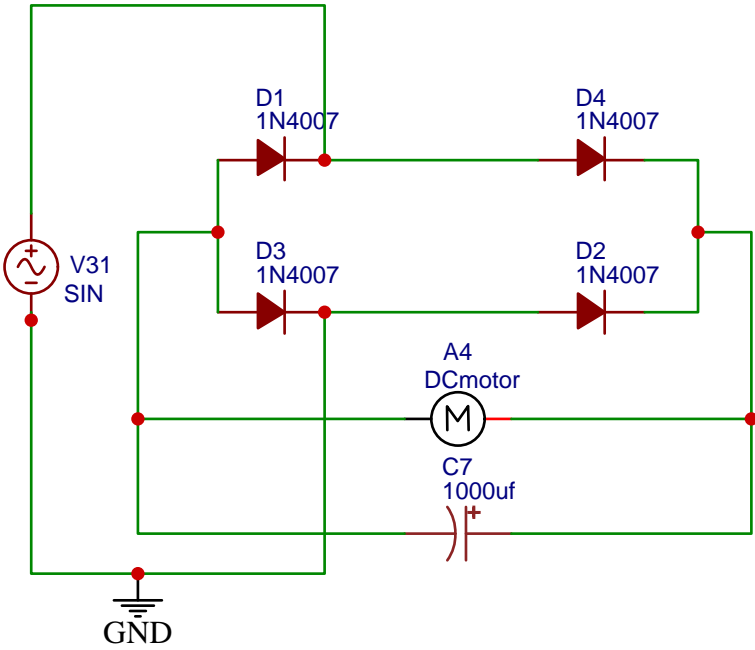 D1
1N4007
D4
1N4007
V31
SIN
D3
1N4007
D2
1N4007
A4
DCmotor
M
C7
1000uf
GND